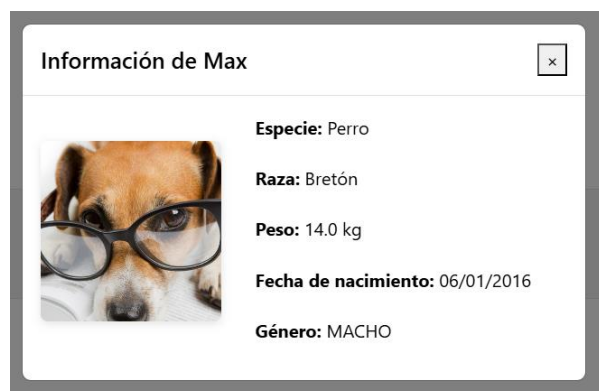 Información de Max
×
Especie: Perro
Raza: Bretón
Peso: 14.0 kg
Fecha de nacimiento: 06/01/2016
Género: MACHO